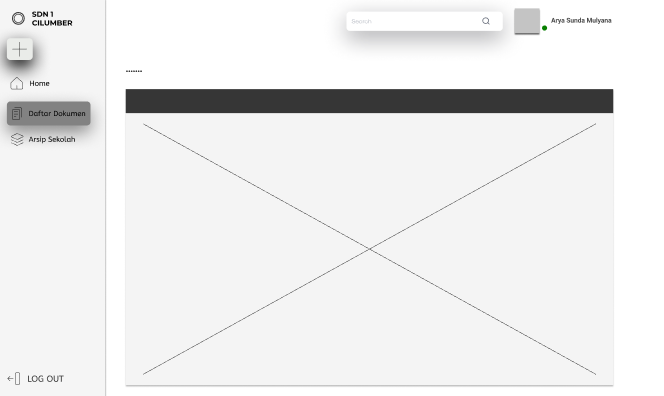 SDN 1
CILUMBER
Search
Arya Sunda Mulyana
.......
Home
Daftar Dokumen
Arsip Sekolah
LOG OUT